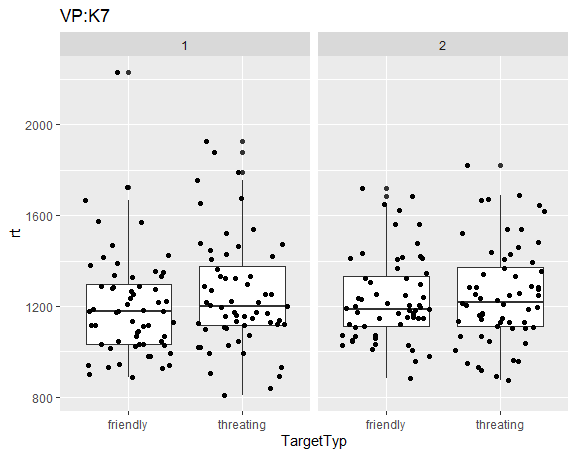 VP:K7
1
2
rt
2000
1600
1200
800
friendly
threating
friendly
threating
TargetTyp